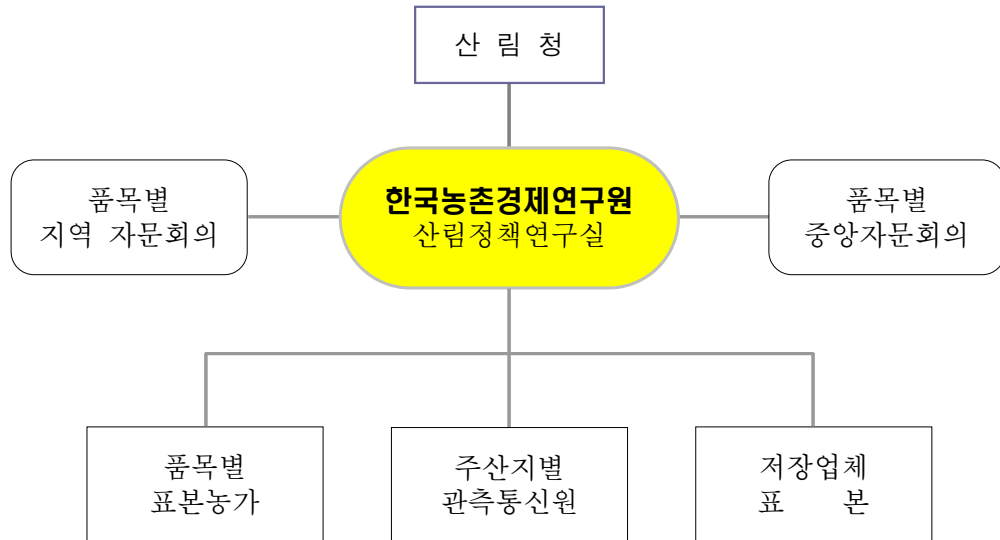 산 림 청
한국농촌경제연구원
산림정책연구실
품목별
지역 자문회의
품목별
중앙자문회의
품목별
표본농가
주산지별
관측통신원
저장업체
표 본